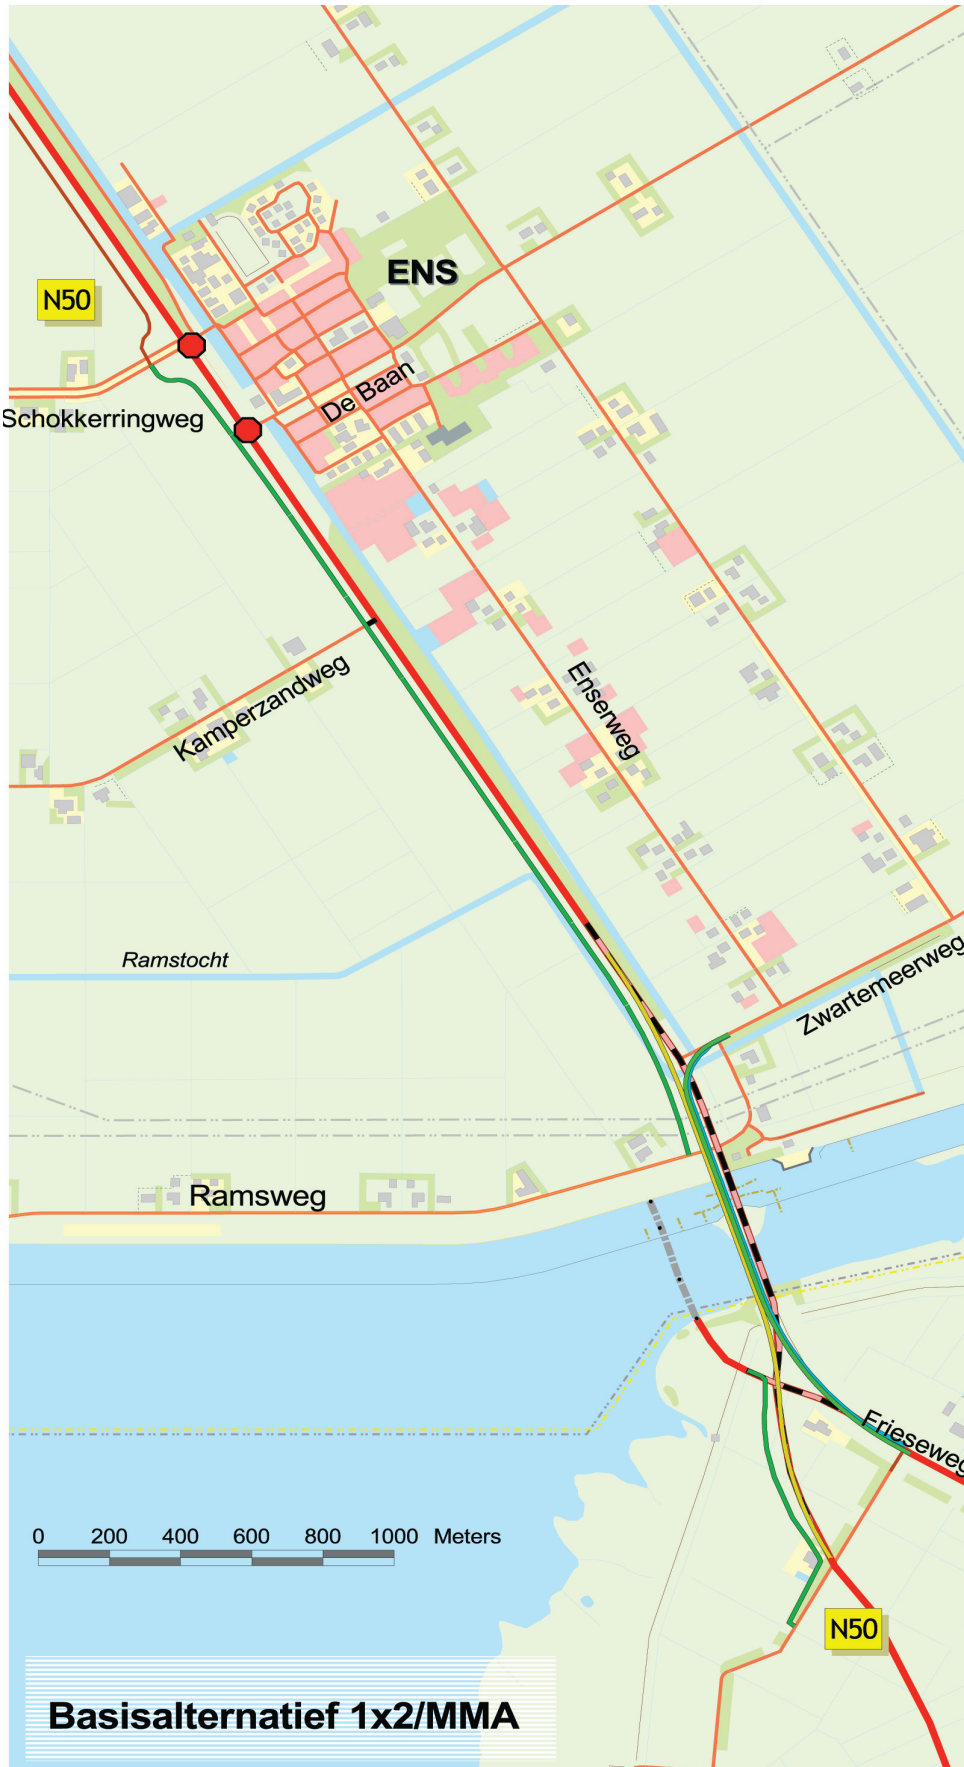 ENS
N50
De Baan
Schokkerringweg
Enserweg
Kamperzandweg
Ramstocht
Zwartemeerweg
Ramsweg
Frieseweg
0 200 400 600 800 1000 Meters
N50
Basisalternatief 1x2/MMA